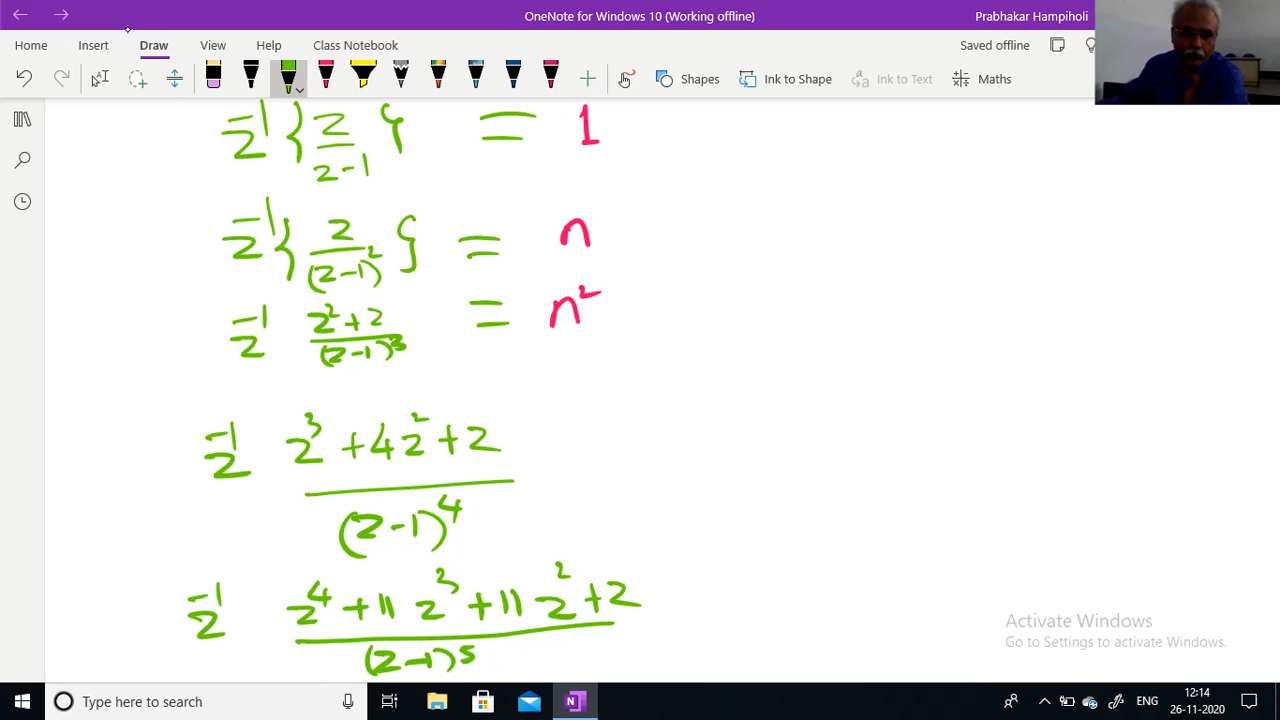 OneNote for Windows 10 (Working offline)
Prabhakar Hampiholi
Home Insert Draw View Help Class Notebook
Saved offline
Shapes Ink to Shape Ink to Text Maths
z⁻¹{z/(z-1)} = 1
z⁻¹{z/(z-1)²} = n
z⁻¹ (z²+z)/(z-1)³ = n²
z⁻¹ (z³+4z²+z)/(z-1)⁴
z⁻¹ (z⁴+11z³+11z²+z)/(z-1)⁵
Activate Windows
Go to Settings to activate Windows.
Type here to search
ENG
12:14
26-11-2020